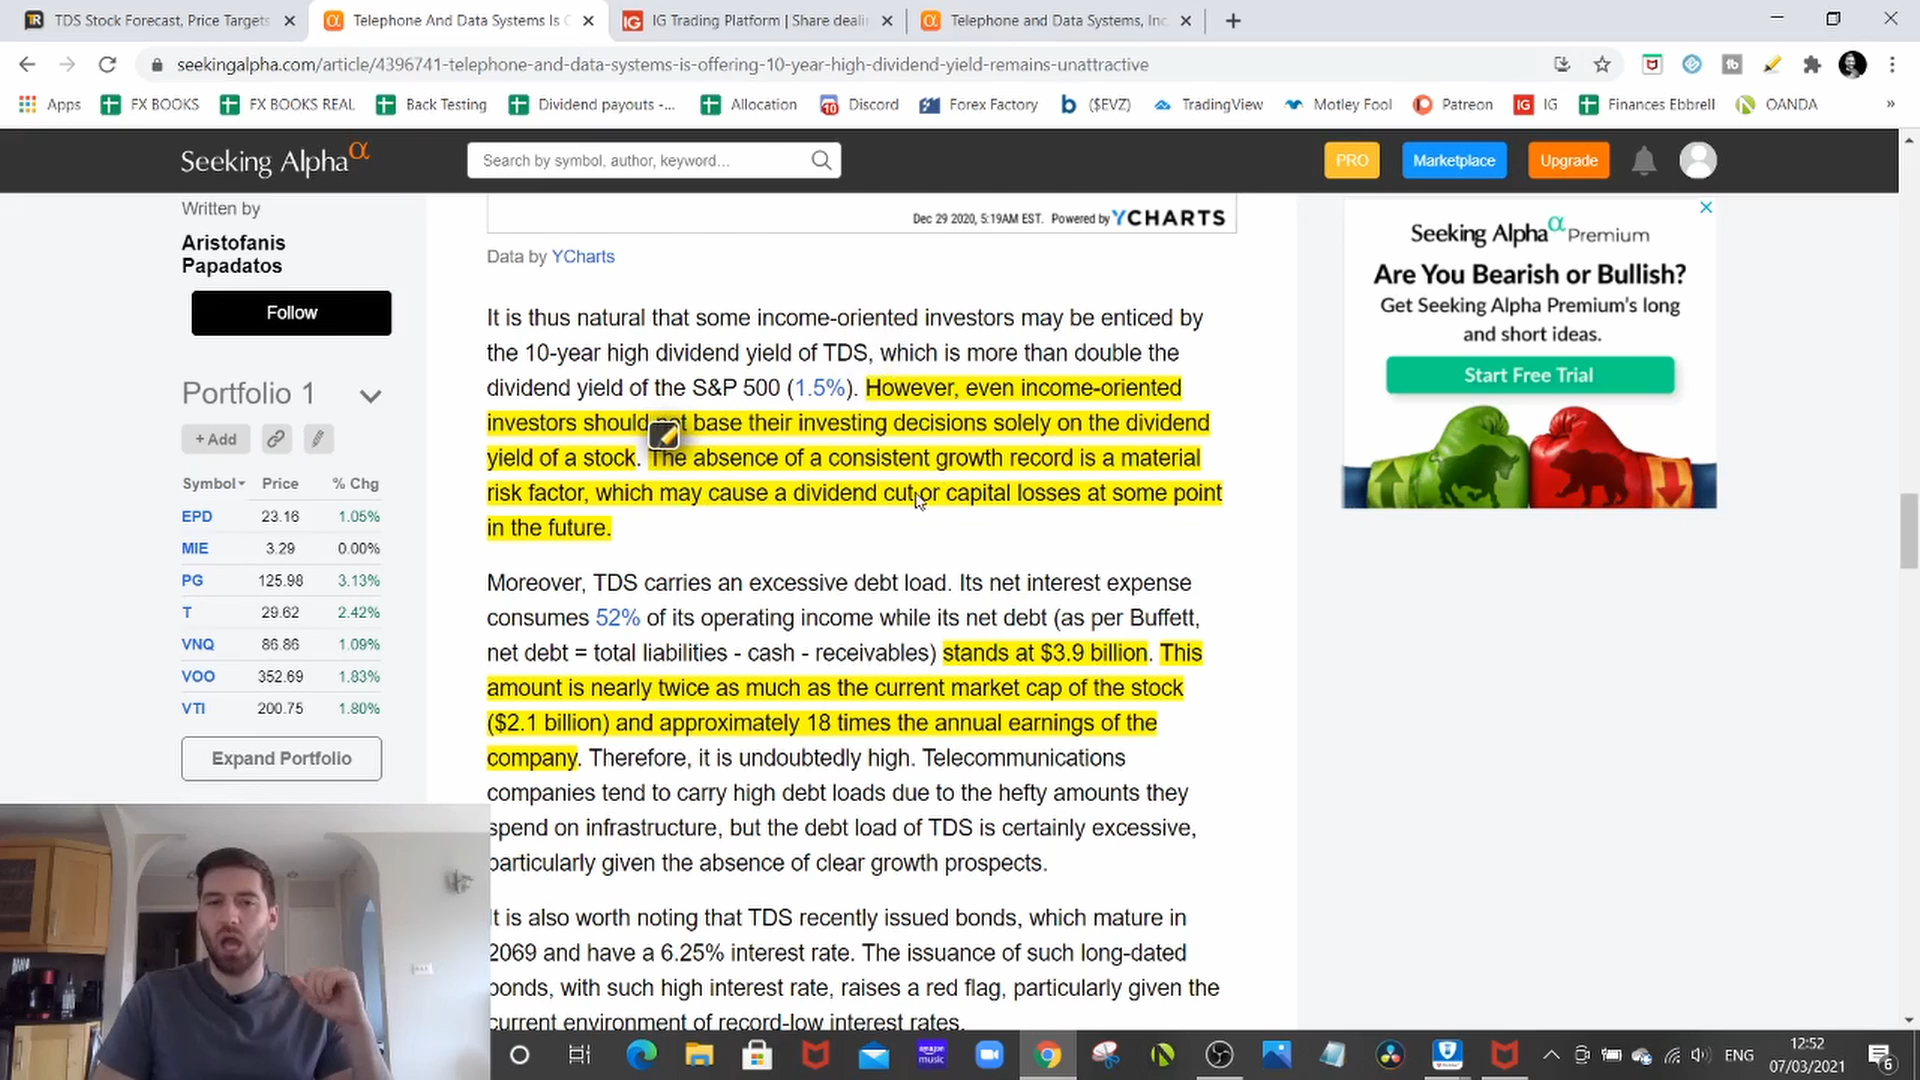 TDS Stock Forecast, Price Targets
Telephone And Data Systems Is
IG Trading Platform | Share deali
Telephone and Data Systems, Inc.
seekingalpha.com/article/4396741-telephone-and-data-systems-is-offering-10-year-high-dividend-yield-remains-unattractive
Apps
FX BOOKS
FX BOOKS REAL
Back Testing
Dividend payouts -...
Allocation
10
Discord
Forex Factory
b
($EVZ)
TradingView
Motley Fool
Patreon
IG
IG
Finances Ebbrell
OANDA
»
Seeking Alpha α
Search by symbol, author, keyword...
PRO
Marketplace
Upgrade
Written by
Aristofanis
Papadatos
Follow
Portfolio 1
+ Add
Symbol Price % Chg
EPD 23.16 1.05%
MIE 3.29 0.00%
PG 125.98 3.13%
T 29.62 2.42%
VNQ 86.86 1.09%
VOO 352.69 1.83%
VTI 200.75 1.80%
Expand Portfolio
Dec 29 2020, 5:19AM EST. Powered by YCHARTS
Data by YCharts
It is thus natural that some income-oriented investors may be enticed by
the 10-year high dividend yield of TDS, which is more than double the
dividend yield of the S&P 500 (1.5%). However, even income-oriented
investors should not base their investing decisions solely on the dividend
yield of a stock. The absence of a consistent growth record is a material
risk factor, which may cause a dividend cut or capital losses at some point
in the future.
Moreover, TDS carries an excessive debt load. Its net interest expense
consumes 52% of its operating income while its net debt (as per Buffett,
net debt = total liabilities - cash - receivables) stands at $3.9 billion. This
amount is nearly twice as much as the current market cap of the stock
($2.1 billion) and approximately 18 times the annual earnings of the
company. Therefore, it is undoubtedly high. Telecommunications
companies tend to carry high debt loads due to the hefty amounts they
spend on infrastructure, but the debt load of TDS is certainly excessive,
particularly given the absence of clear growth prospects.
It is also worth noting that TDS recently issued bonds, which mature in
2069 and have a 6.25% interest rate. The issuance of such long-dated
bonds, with such high interest rate, raises a red flag, particularly given the
current environment of record-low interest rates.
Seeking Alpha α Premium
Are You Bearish or Bullish?
Get Seeking Alpha Premium's long
and short ideas.
Start Free Trial
amazon
music
ENG
12:52
07/03/2021
6